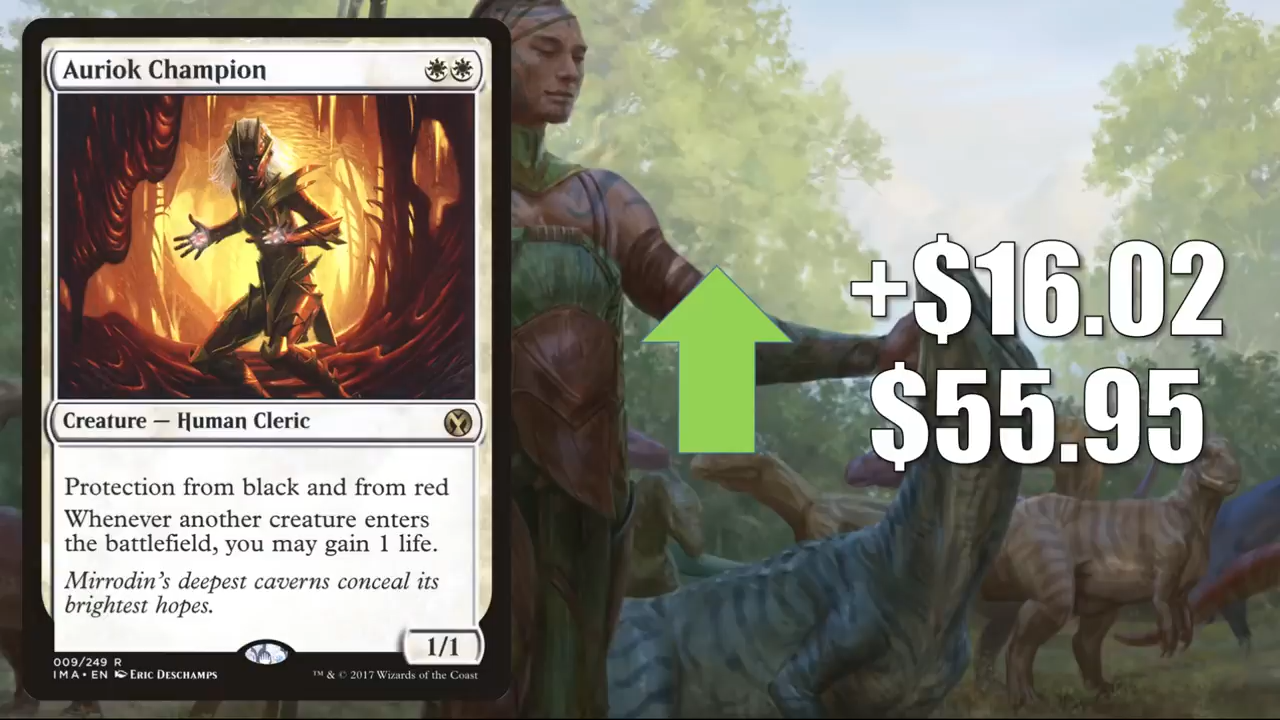 Auriok Champion
Creature — Human Cleric
Protection from black and from red
Whenever another creature enters
the battlefield, you may gain 1 life.
Mirrodin's deepest caverns conceal its
brightest hopes.
1/1
009/249 R
IMA • EN Eric Deschamps
™ & © 2017 Wizards of the Coast
+$16.02
$55.95